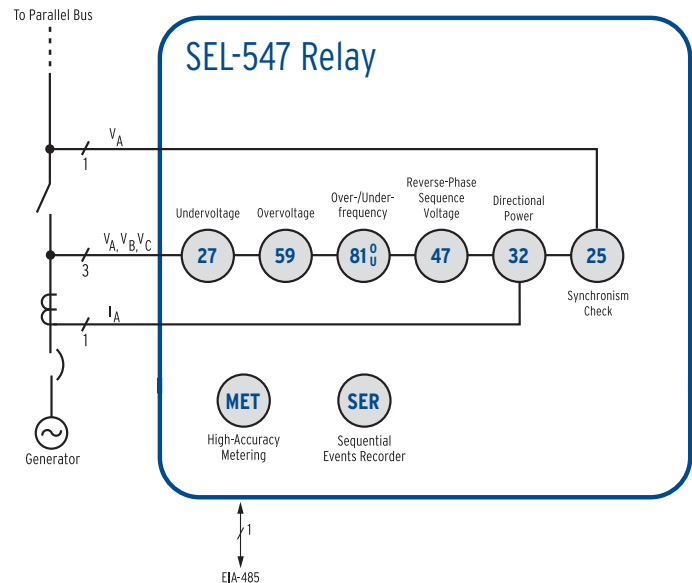 To Parallel Bus
SEL-547 Relay
VA
1
Undervoltage
Overvoltage
Over-/Under-
frequency
Reverse-Phase
Sequence
Voltage
Directional
Power
VA, VB, VC
3
27
59
81 O U
47
32
25
Synchronism
Check
IA
1
MET
SER
High-Accuracy
Metering
Sequential
Events Recorder
Generator
1
EIA-485